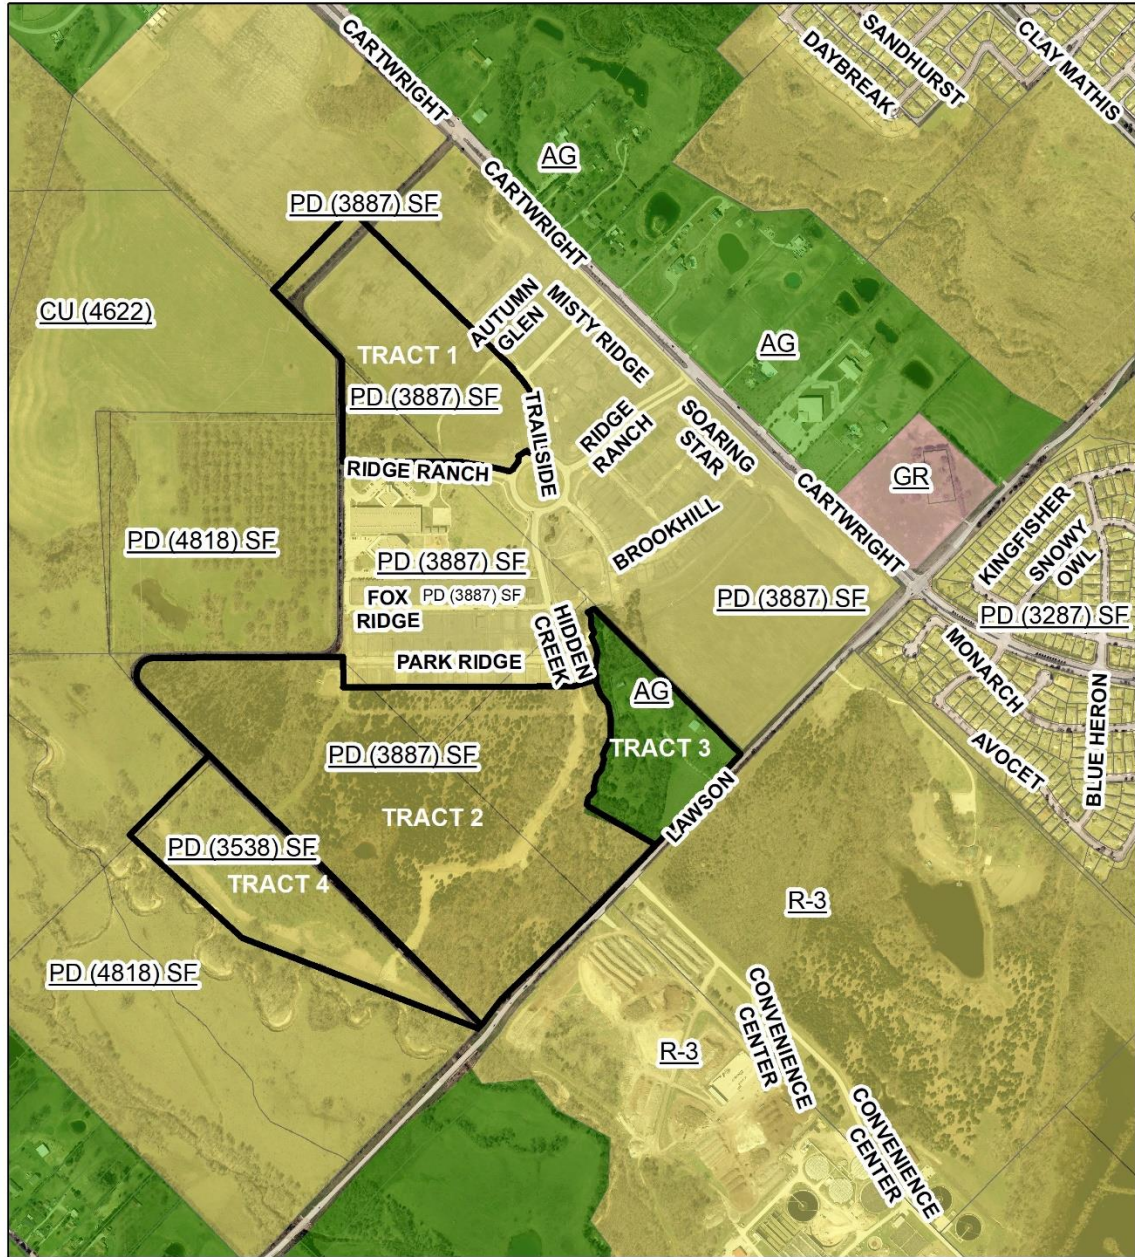 CARTWRIGHT
SANDHURST
CLAY MATHIS
DAYBREAK
AG
CARTWRIGHT
PD (3887) SF
CU (4622)
AUTUMN
GLEN
MISTY RIDGE
AG
TRACT 1
PD (3887) SF
TRAILSIDE
RIDGE
RANCH
SOARING
STAR
RIDGE RANCH
CARTWRIGHT
GR
KINGFISHER
SNOWY
OWL
PD (4818) SF
BROOKHILL
PD (3887) SF
FOX
RIDGE
PD (3887) SF
PD (3887) SF
PD (3287) SF
HIDDEN
CREEK
PARK RIDGE
MONARCH
AG
TRACT 3
PD (3887) SF
AVOCET
BLUE HERON
TRACT 2
LAWSON
PD (3538) SF
TRACT 4
R-3
PD (4818) SF
CONVENIENCE
CENTER
R-3
CONVENIENCE
CENTER